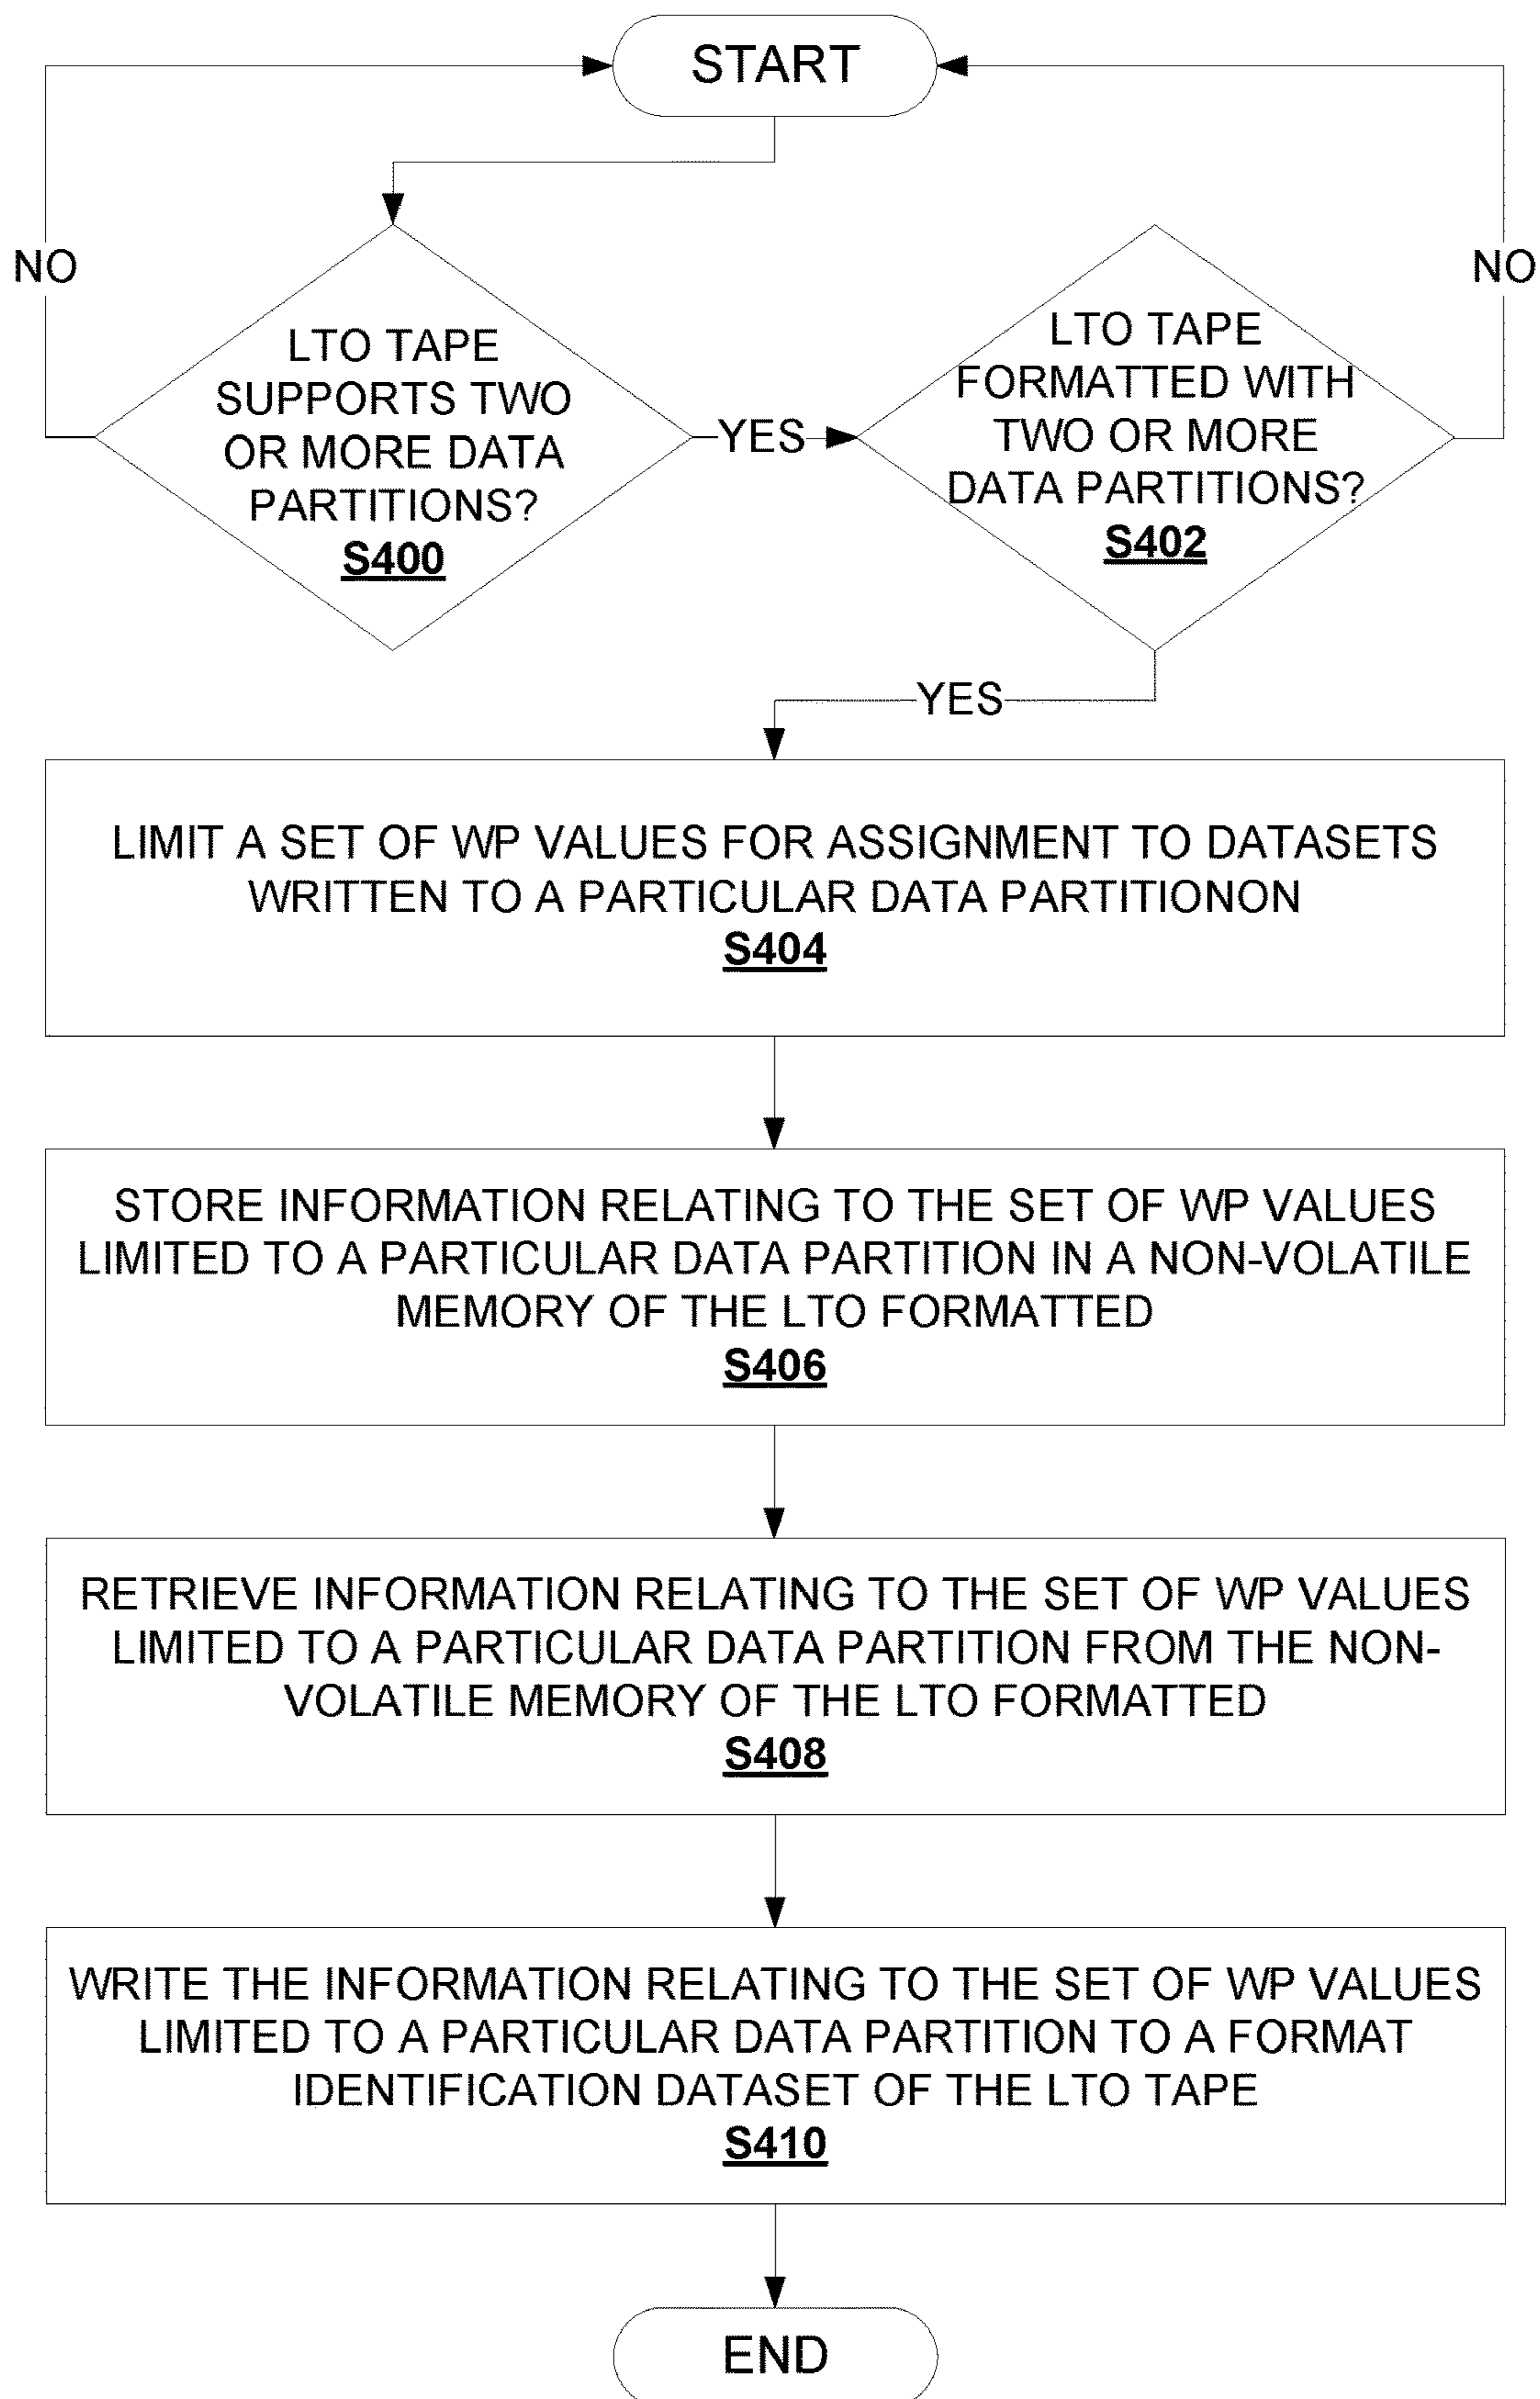 START
NO
NO
LTO TAPE
SUPPORTS TWO
OR MORE DATA
PARTITIONS?
S400
YES
LTO TAPE
FORMATTED WITH
TWO OR MORE
DATA PARTITIONS?
S402
YES
LIMIT A SET OF WP VALUES FOR ASSIGNMENT TO DATASETS
WRITTEN TO A PARTICULAR DATA PARTITIONON
S404
STORE INFORMATION RELATING TO THE SET OF WP VALUES
LIMITED TO A PARTICULAR DATA PARTITION IN A NON-VOLATILE
MEMORY OF THE LTO FORMATTED
S406
RETRIEVE INFORMATION RELATING TO THE SET OF WP VALUES
LIMITED TO A PARTICULAR DATA PARTITION FROM THE NON-
VOLATILE MEMORY OF THE LTO FORMATTED
S408
WRITE THE INFORMATION RELATING TO THE SET OF WP VALUES
LIMITED TO A PARTICULAR DATA PARTITION TO A FORMAT
IDENTIFICATION DATASET OF THE LTO TAPE
S410
END